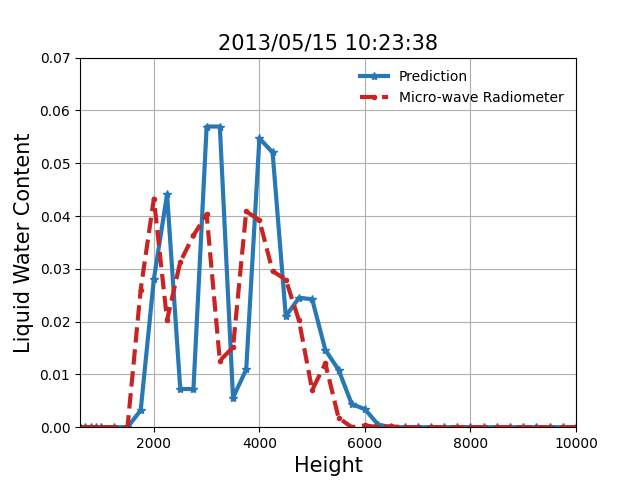 2013/05/15 10:23:38
Prediction
Micro-wave Radiometer
Liquid Water Content
0.07
0.06
0.05
0.04
0.03
0.02
0.01
0.00
2000 4000 6000 8000 10000
Height